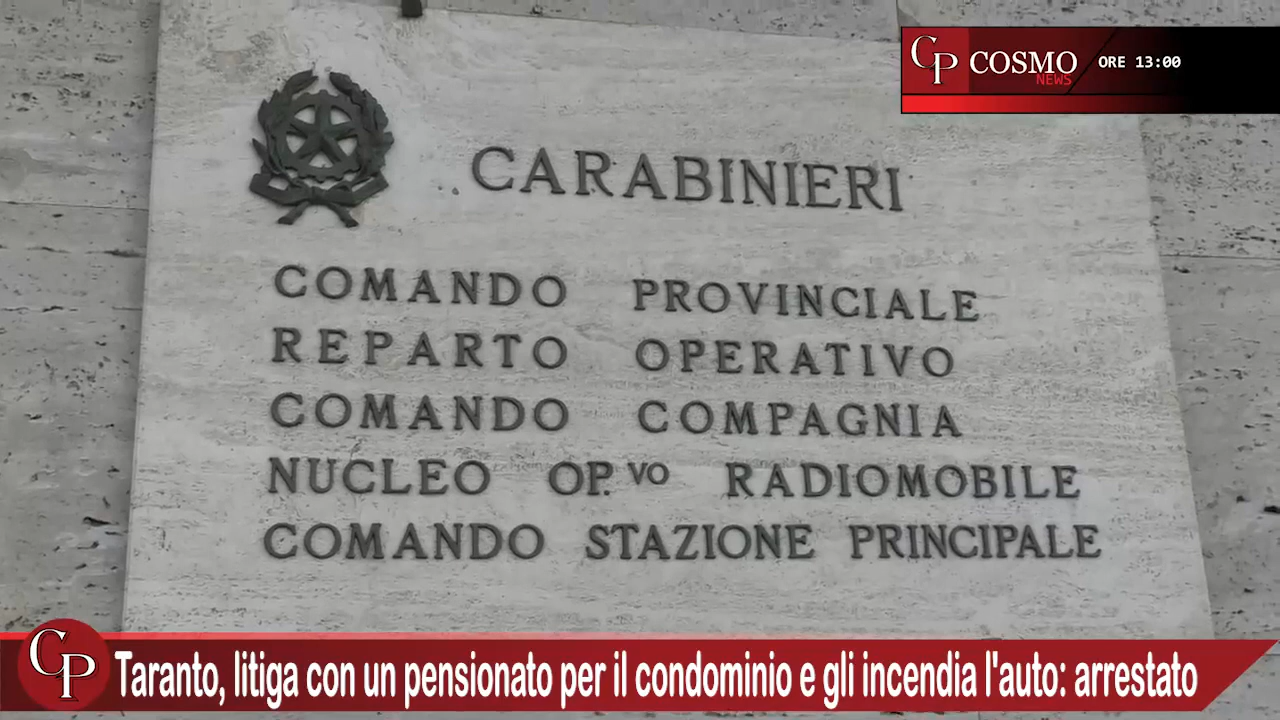 CP COSMO NEWS ORE 13:00
CARABINIERI
COMANDO PROVINCIALE
REPARTO OPERATIVO
COMANDO COMPAGNIA
NUCLEO OP.VO RADIOMOBILE
COMANDO STAZIONE PRINCIPALE
CP Taranto, litiga con un pensionato per il condominio e gli incendia l'auto: arrestato